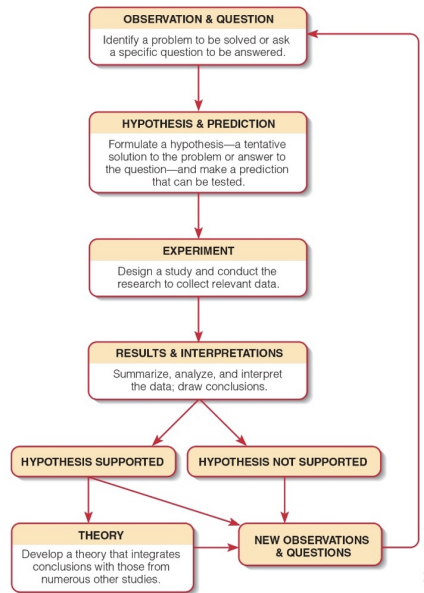 OBSERVATION & QUESTION
Identify a problem to be solved or ask
a specific question to be answered.
HYPOTHESIS & PREDICTION
Formulate a hypothesis—a tentative
solution to the problem or answer to
the question—and make a prediction
that can be tested.
EXPERIMENT
Design a study and conduct the
research to collect relevant data.
RESULTS & INTERPRETATIONS
Summarize, analyze, and interpret
the data; draw conclusions.
HYPOTHESIS SUPPORTED
HYPOTHESIS NOT SUPPORTED
THEORY
Develop a theory that integrates
conclusions with those from
numerous other studies.
NEW OBSERVATIONS
& QUESTIONS